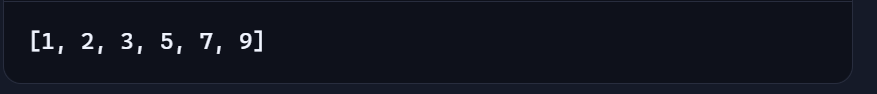 [1, 2, 3, 5, 7, 9]